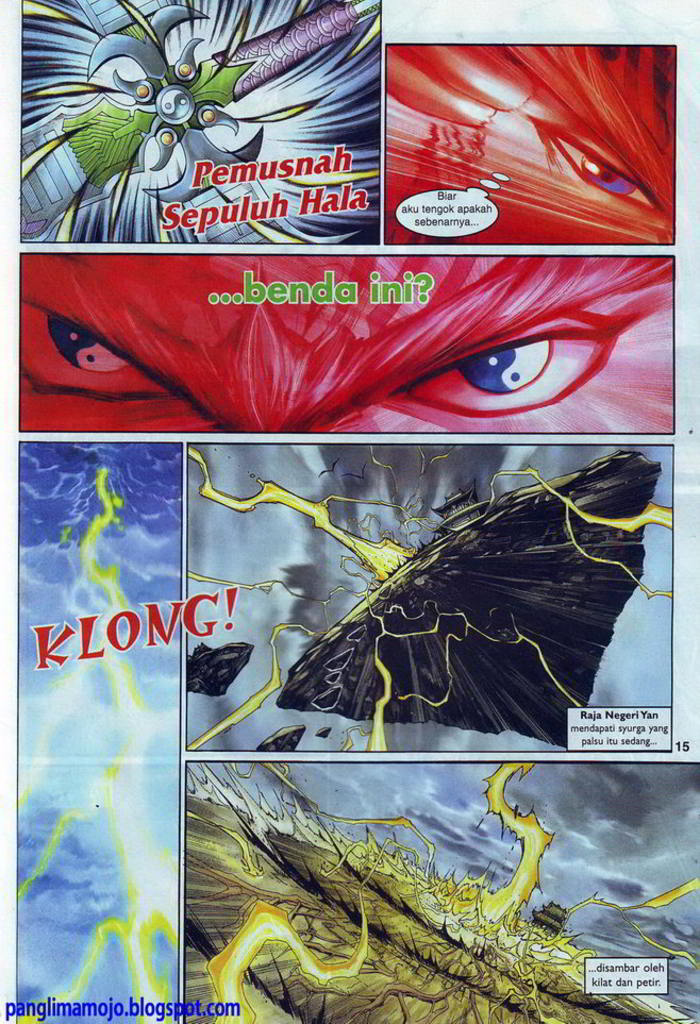 Pemusnah
Sepuluh Hala
Biar
aku tengok apakah
sebenarnya...
...benda ini?
KLONG!
Raja Negeri Yan
mendapati syurga yang
palsu itu sedang...
15
...disambar oleh
kilat dan petir.
panglimamojo.blogspot.com